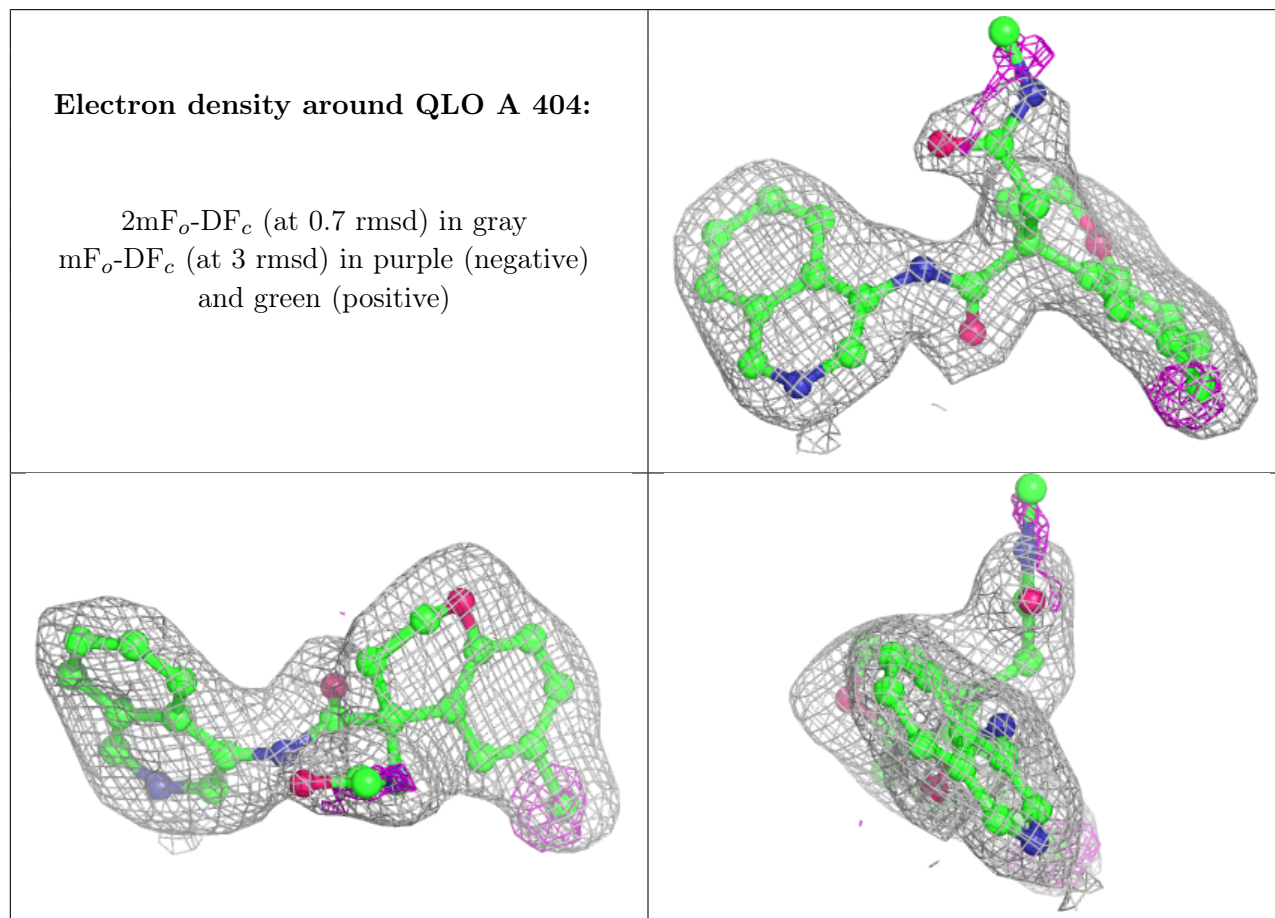 Electron density around QLO A 404:
2mFo-DFc (at 0.7 rmsd) in gray
mFo-DFc (at 3 rmsd) in purple (negative)
and green (positive)